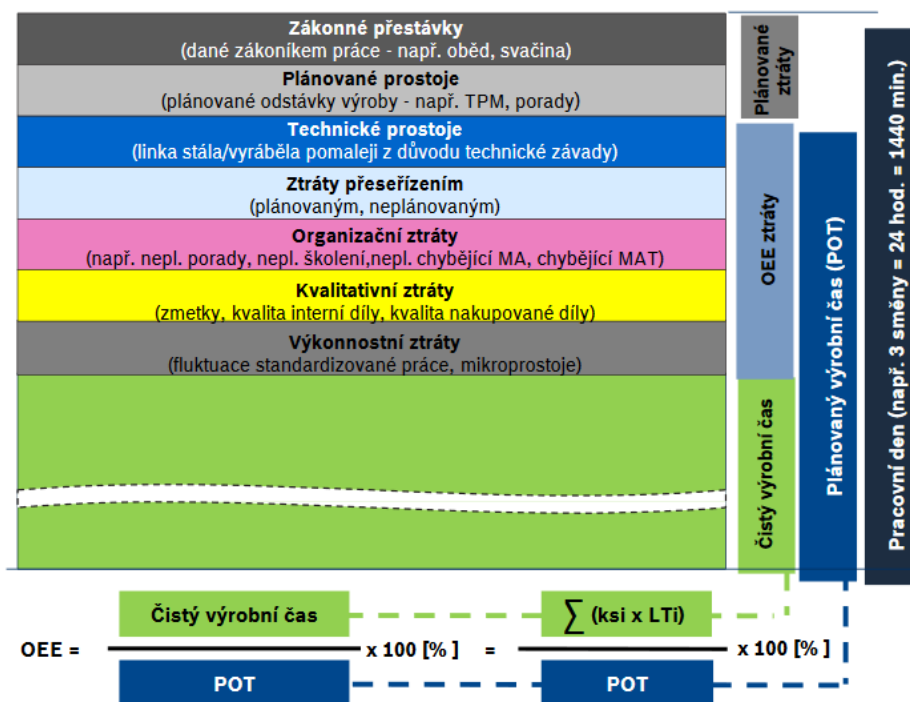 Zákonné přestávky
(dané zákoníkem práce - např. oběd, svačina)
Plánované prostoje
(plánované odstávky výroby - např. TPM, porady)
Technické prostoje
(linka stála/vyráběla pomaleji z důvodu technické závady)
Ztráty přeseřízením
(plánovaným, neplánovaným)
Organizační ztráty
(např. nepl. porady, nepl. školení,nepl. chybějící MA, chybějící MAT)
Kvalitativní ztráty
(zmetky, kvalita interní díly, kvalita nakupované díly)
Výkonnostní ztráty
(fluktuace standardizované práce, mikroprostoje)
Plánované
ztráty
OEE ztráty
Čistý výrobní čas
Plánovaný výrobní čas (POT)
Pracovní den (např. 3 směny = 24 hod. = 1440 min.)
Čistý výrobní čas
∑ (ksi x LTi)
OEE = x 100 [% ] = x 100 [% ]
POT
POT